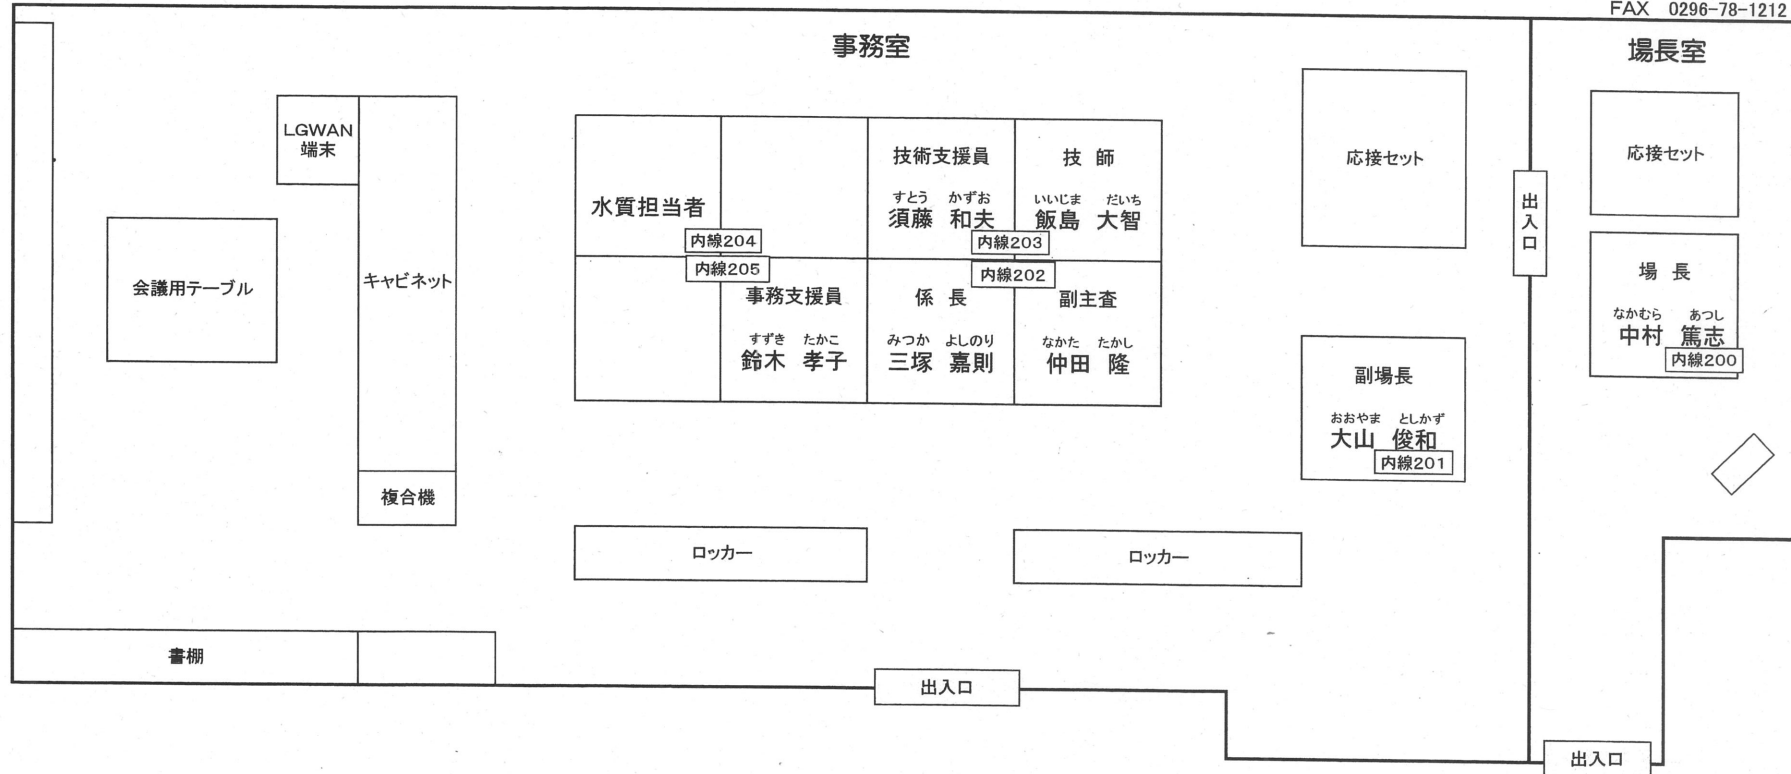 FAX 0296-78-1212
事務室
場長室
LGWAN
端末
キャビネット
会議用テーブル
複合機
水質担当者
内線204
技術支援員
すとう かずお
須藤 和夫
内線203
技 師
いいじま だいち
飯島 大智
内線205
事務支援員
すずき たかこ
鈴木 孝子
係 長
みつか よしのり
三塚 嘉則
内線202
副主査
なかた たかし
仲田 隆
応接セット
出入口
応接セット
場 長
なかむら あつし
中村 篤志
内線200
副場長
おおやま としかず
大山 俊和
内線201
ロッカー
ロッカー
書棚
出入口
出入口